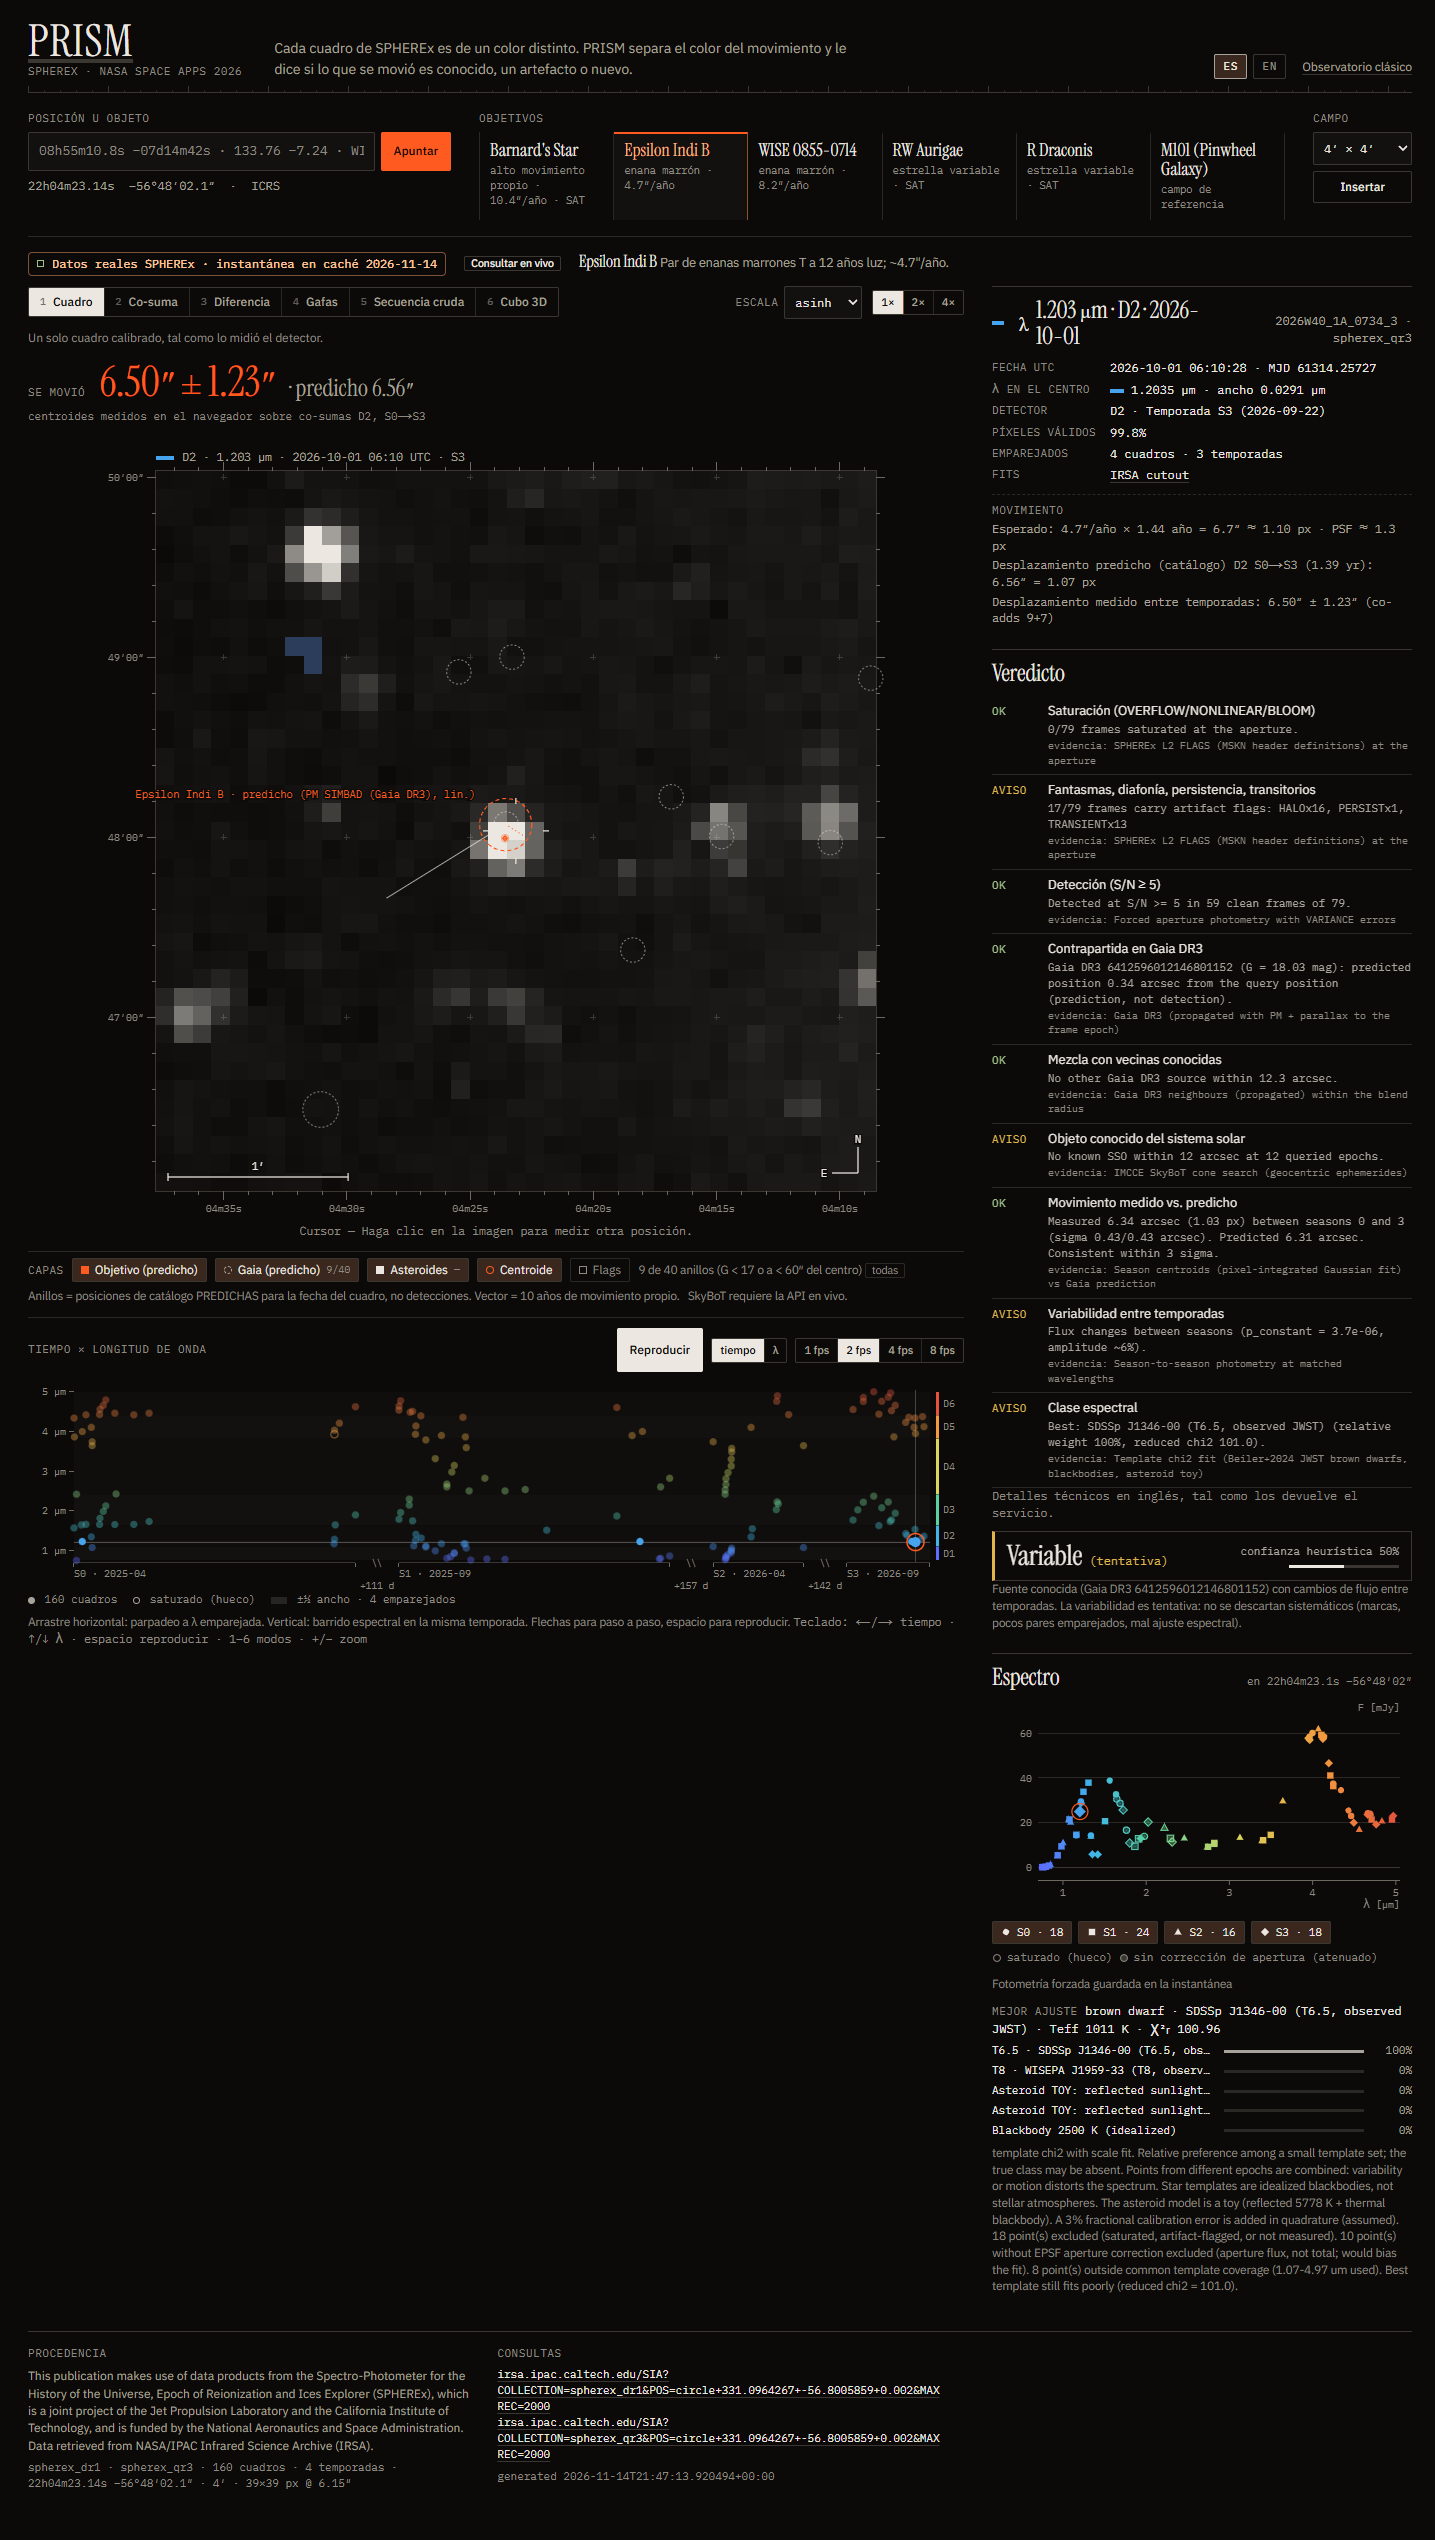 PRISM
SPHEREX · NASA SPACE APPS 2026
Cada cuadro de SPHEREx es de un color distinto. PRISM separa el color del movimiento y le
dice si lo que se movió es conocido, un artefacto o nuevo.
ES
EN
Observatorio clásico
POSICIÓN U OBJETO
08h55m10.8s −07d14m42s · 133.76 −7.24 · WI
Apuntar
22h04m23.14s −56°48′02.1″ · ICRS
OBJETIVOS
Barnard's Star
alto movimiento
propio ·
10.4″/año · SAT
Epsilon Indi B
enana marrón ·
4.7″/año
WISE 0855-0714
enana marrón ·
8.2″/año
RW Aurigae
estrella variable
· SAT
R Draconis
estrella variable
· SAT
M101 (Pinwheel
Galaxy)
campo de
referencia
CAMPO
4′ × 4′
Insertar
Datos reales SPHEREx · instantánea en caché 2026-11-14
Consultar en vivo
Epsilon Indi B Par de enanas marrones T a 12 años luz; ~4.7″/año.
1 Cuadro
2 Co-suma
3 Diferencia
4 Gafas
5 Secuencia cruda
6 Cubo 3D
ESCALA
asinh
1×
2×
4×
Un solo cuadro calibrado, tal como lo midió el detector.
SE MOVIÓ 6.50″ ± 1.23″ · predicho 6.56″
centroides medidos en el navegador sobre co-sumas D2, S0⟶S3
D2 · 1.203 µm · 2026-10-01 06:10 UTC · S3
50′00″
49′00″
48′00″
47′00″
Epsilon Indi B · predicho (PM SIMBAD (Gaia DR3), lin.)
1′
N
E
04m35s
04m30s
04m25s
04m20s
04m15s
04m10s
Cursor — Haga clic en la imagen para medir otra posición.
CAPAS
Objetivo (predicho)
Gaia (predicho) 9/40
Asteroides —
Centroide
Flags
9 de 40 anillos (G < 17 o a < 60″ del centro)
todas
Anillos = posiciones de catálogo PREDICHAS para la fecha del cuadro, no detecciones. Vector = 10 años de movimiento propio. SkyBoT requiere la API en vivo.
TIEMPO × LONGITUD DE ONDA
Reproducir
tiempo
λ
1 fps
2 fps
4 fps
8 fps
5 µm
4 µm
3 µm
2 µm
1 µm
D6
D5
D4
D3
D2
D1
S0 · 2025-04
+111 d
S1 · 2025-09
+157 d
S2 · 2026-04
+142 d
S3 · 2026-09
160 cuadros
saturado (hueco)
±½ ancho · 4 emparejados
Arrastre horizontal: parpadeo a λ emparejada. Vertical: barrido espectral en la misma temporada. Flechas para paso a paso, espacio para reproducir. Teclado: ⟵/⟶ tiempo ·
↑/↓ λ · espacio reproducir · 1–6 modos · +/− zoom
λ 1.203 µm · D2 · 2026-
10-01
2026W40_1A_0734_3 ·
spherex_qr3
FECHA UTC 2026-10-01 06:10:28 · MJD 61314.25727
λ EN EL CENTRO 1.2035 µm · ancho 0.0291 µm
DETECTOR D2 · Temporada S3 (2026-09-22)
PÍXELES VÁLIDOS 99.8%
EMPAREJADOS 4 cuadros · 3 temporadas
FITS IRSA cutout
MOVIMIENTO
Esperado: 4.7″/año × 1.44 año = 6.7″ ≈ 1.10 px · PSF ≈ 1.3
px
Desplazamiento predicho (catálogo) D2 S0⟶S3 (1.39 yr):
6.56″ = 1.07 px
Desplazamiento medido entre temporadas: 6.50″ ± 1.23″ (co-
adds 9+7)
Veredicto
OK Saturación (OVERFLOW/NONLINEAR/BLOOM)
0/79 frames saturated at the aperture.
evidencia: SPHEREx L2 FLAGS (MSKN header definitions) at the
aperture
AVISO Fantasmas, diafonía, persistencia, transitorios
17/79 frames carry artifact flags: HALOx16, PERSISTx1,
TRANSIENTx13
evidencia: SPHEREx L2 FLAGS (MSKN header definitions) at the
aperture
OK Detección (S/N ≥ 5)
Detected at S/N >= 5 in 59 clean frames of 79.
evidencia: Forced aperture photometry with VARIANCE errors
OK Contrapartida en Gaia DR3
Gaia DR3 6412596012146801152 (G = 18.03 mag): predicted
position 0.34 arcsec from the query position
(prediction, not detection).
evidencia: Gaia DR3 (propagated with PM + parallax to the
frame epoch)
OK Mezcla con vecinas conocidas
No other Gaia DR3 source within 12.3 arcsec.
evidencia: Gaia DR3 neighbours (propagated) within the blend
radius
AVISO Objeto conocido del sistema solar
No known SSO within 12 arcsec at 12 queried epochs.
evidencia: IMCCE SkyBoT cone search (geocentric ephemerides)
OK Movimiento medido vs. predicho
Measured 6.34 arcsec (1.03 px) between seasons 0 and 3
(sigma 0.43/0.43 arcsec). Predicted 6.31 arcsec.
Consistent within 3 sigma.
evidencia: Season centroids (pixel-integrated Gaussian fit)
vs Gaia prediction
AVISO Variabilidad entre temporadas
Flux changes between seasons (p_constant = 3.7e-06,
amplitude ~6%).
evidencia: Season-to-season photometry at matched
wavelengths
AVISO Clase espectral
Best: SDSSp J1346-00 (T6.5, observed JWST) (relative
weight 100%, reduced chi2 101.0).
evidencia: Template chi2 fit (Beiler+2024 JWST brown dwarfs,
blackbodies, asteroid toy)
Detalles técnicos en inglés, tal como los devuelve el
servicio.
Variable (tentativa)
confianza heurística 50%
Fuente conocida (Gaia DR3 6412596012146801152) con cambios de flujo entre
temporadas. La variabilidad es tentativa: no se descartan sistemáticos (marcas,
pocos pares emparejados, mal ajuste espectral).
Espectro
en 22h04m23.1s −56°48′02″
F [mJy]
60
40
20
0
1
2
3
4
5
λ [µm]
S0 · 18
S1 · 24
S2 · 16
S3 · 18
saturado (hueco)
sin corrección de apertura (atenuado)
Fotometría forzada guardada en la instantánea
MEJOR AJUSTE brown dwarf · SDSSp J1346-00 (T6.5, observed
JWST) · Teff 1011 K · χ²ᵣ 100.96
T6.5 · SDSSp J1346-00 (T6.5, obs… 100%
T8 · WISEPA J1959-33 (T8, observ… 0%
Asteroid TOY: reflected sunlight… 0%
Asteroid TOY: reflected sunlight… 0%
Blackbody 2500 K (idealized) 0%
template chi2 with scale fit. Relative preference among a small template set; the
true class may be absent. Points from different epochs are combined: variability
or motion distorts the spectrum. Star templates are idealized blackbodies, not
stellar atmospheres. The asteroid model is a toy (reflected 5778 K + thermal
blackbody). A 3% fractional calibration error is added in quadrature (assumed).
18 point(s) excluded (saturated, artifact-flagged, or not measured). 10 point(s)
without EPSF aperture correction excluded (aperture flux, not total; would bias
the fit). 8 point(s) outside common template coverage (1.07-4.97 um used). Best
template still fits poorly (reduced chi2 = 101.0).
PROCEDENCIA
This publication makes use of data products from the Spectro-Photometer for the
History of the Universe, Epoch of Reionization and Ices Explorer (SPHEREx), which
is a joint project of the Jet Propulsion Laboratory and the California Institute of
Technology, and is funded by the National Aeronautics and Space Administration.
Data retrieved from NASA/IPAC Infrared Science Archive (IRSA).
spherex_dr1 · spherex_qr3 · 160 cuadros · 4 temporadas ·
22h04m23.14s −56°48′02.1″ · 4′ · 39×39 px @ 6.15″
CONSULTAS
irsa.ipac.caltech.edu/SIA?
COLLECTION=spherex_dr1&POS=circle+331.0964267+-56.8005859+0.002&MAX
REC=2000
irsa.ipac.caltech.edu/SIA?
COLLECTION=spherex_qr3&POS=circle+331.0964267+-56.8005859+0.002&MAX
REC=2000
generated 2026-11-14T21:47:13.920494+00:00